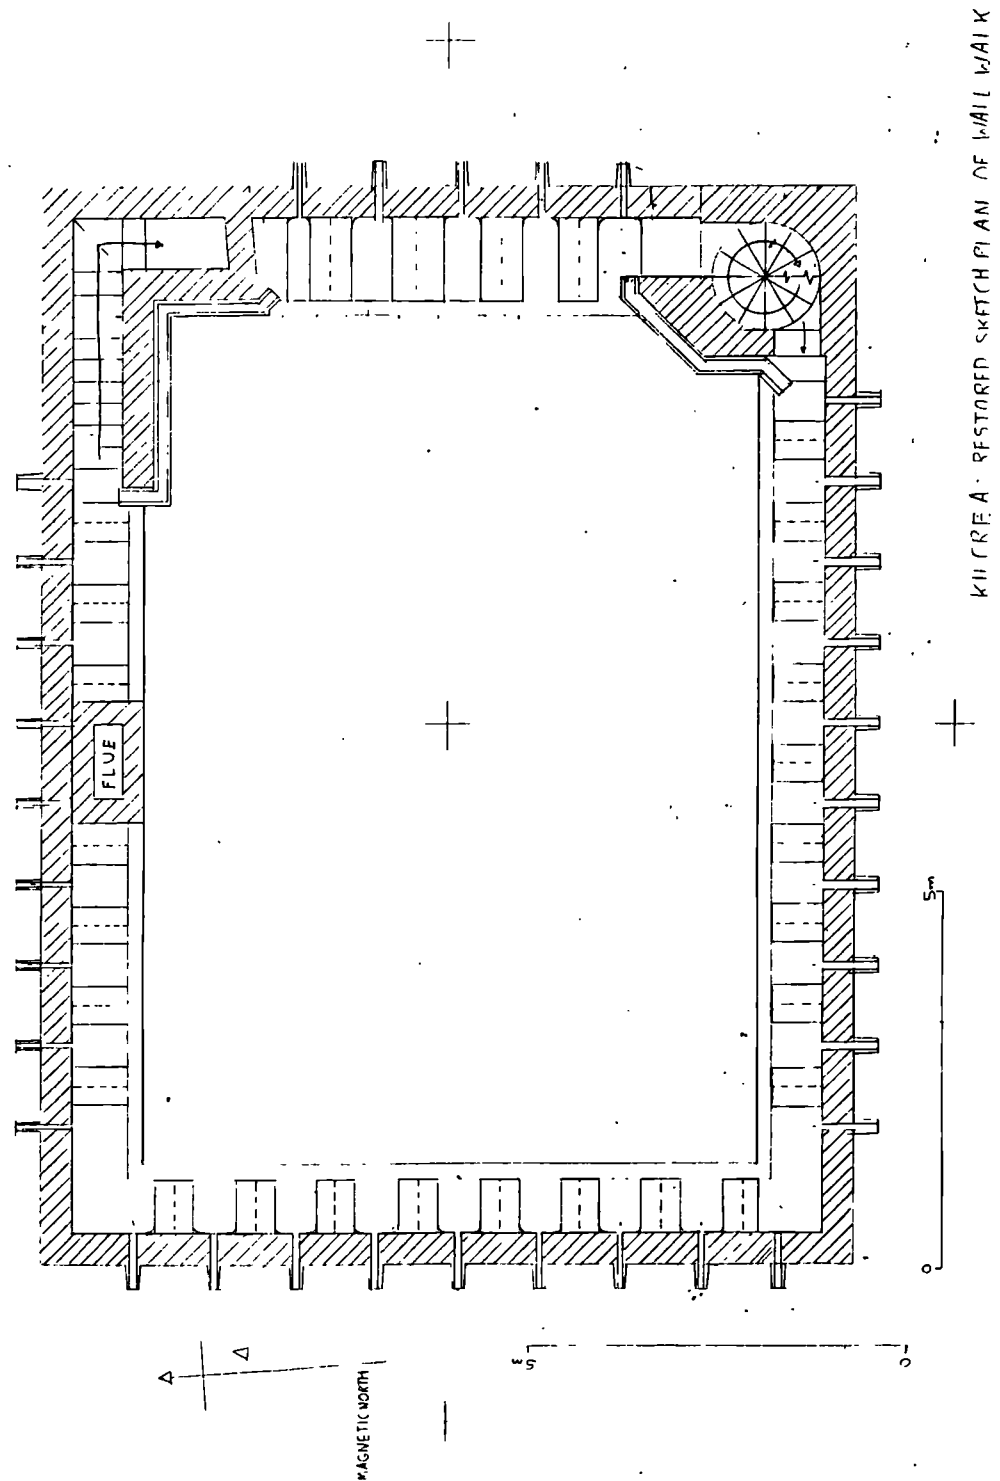 KILCREA · RESTORED SKETCH PLAN OF WALL WALK
FLUE
5m
0
5m
0
MAGNETIC NORTH